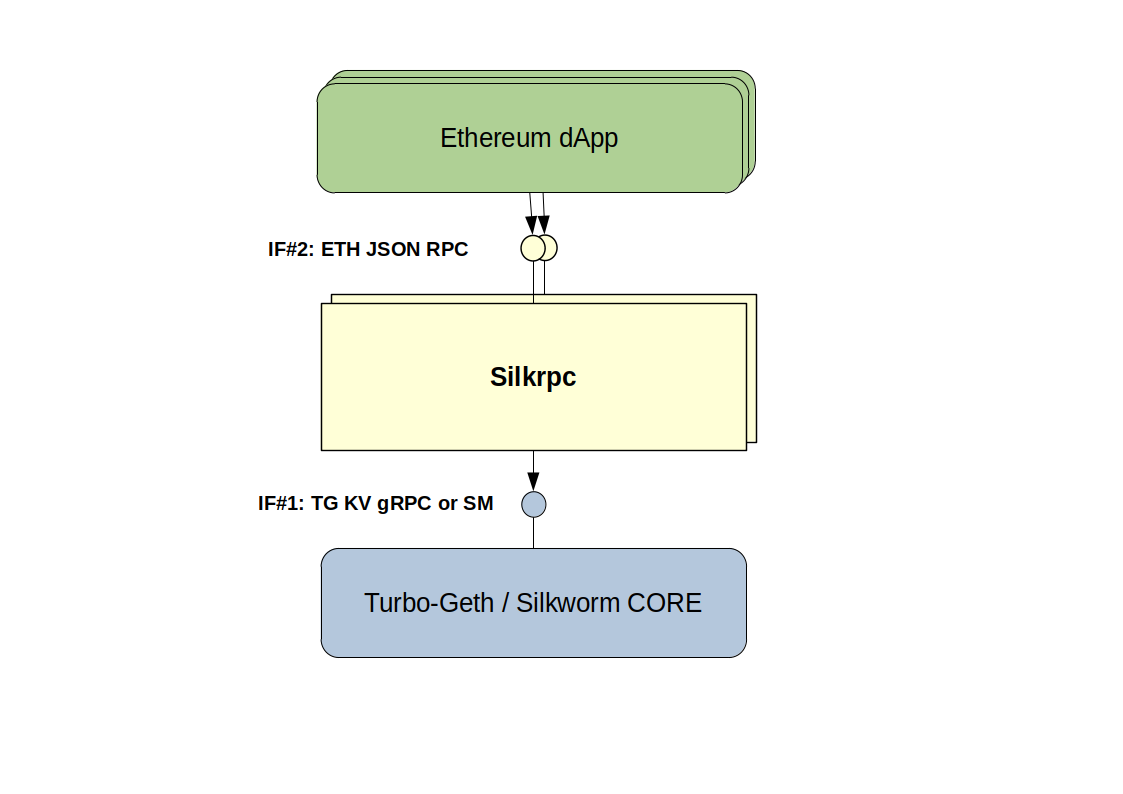 Ethereum dApp
IF#2: ETH JSON RPC
Silkrpc
IF#1: TG KV gRPC or SM
Turbo-Geth / Silkworm CORE